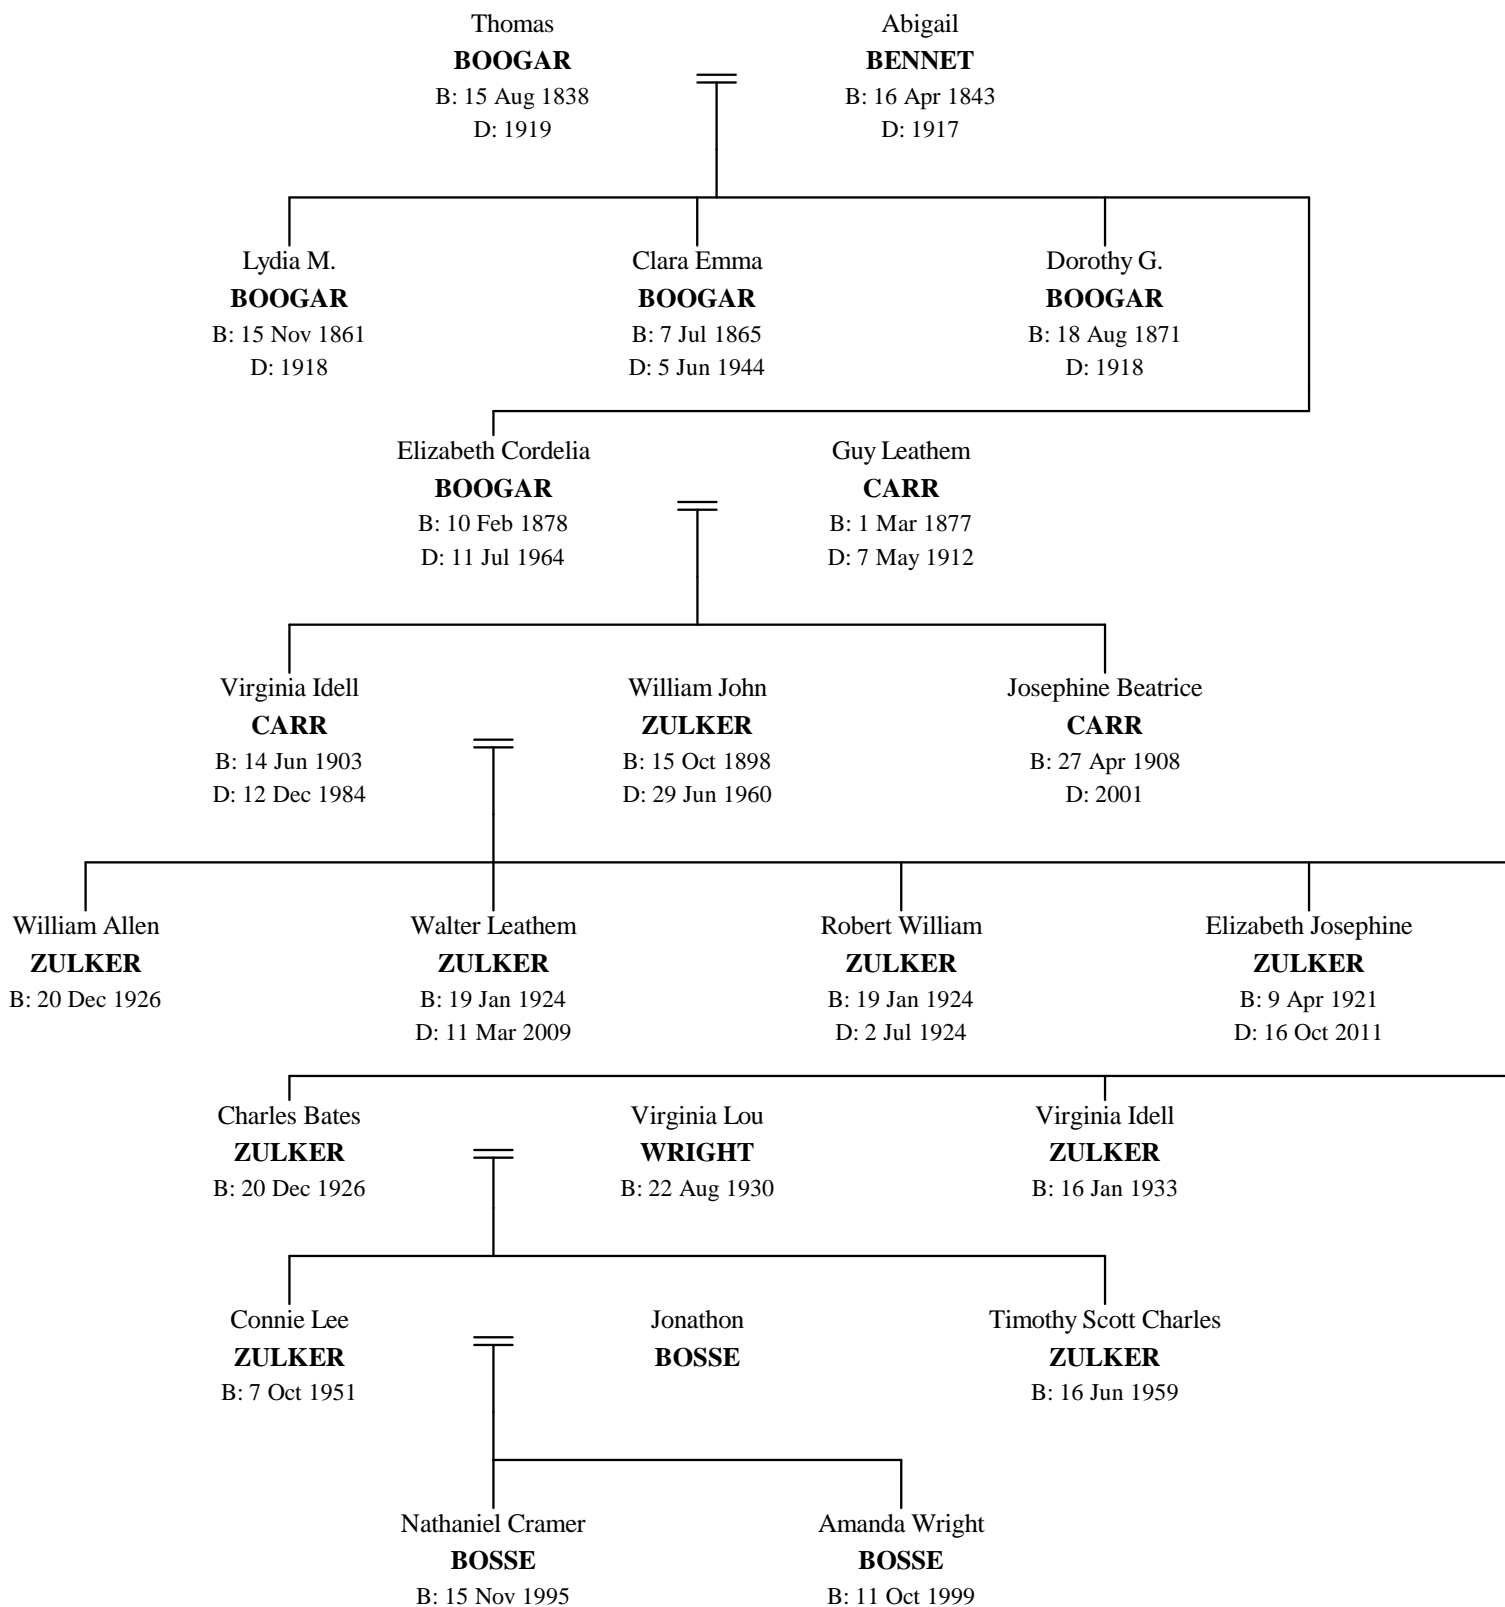 Thomas
BOOGAR
B: 15 Aug 1838
D: 1919
Abigail
BENNET
B: 16 Apr 1843
D: 1917
Lydia M.
BOOGAR
B: 15 Nov 1861
D: 1918
Clara Emma
BOOGAR
B: 7 Jul 1865
D: 5 Jun 1944
Dorothy G.
BOOGAR
B: 18 Aug 1871
D: 1918
Elizabeth Cordelia
BOOGAR
B: 10 Feb 1878
D: 11 Jul 1964
Guy Leathem
CARR
B: 1 Mar 1877
D: 7 May 1912
Virginia Idell
CARR
B: 14 Jun 1903
D: 12 Dec 1984
William John
ZULKER
B: 15 Oct 1898
D: 29 Jun 1960
Josephine Beatrice
CARR
B: 27 Apr 1908
D: 2001
William Allen
ZULKER
B: 20 Dec 1926
Walter Leathem
ZULKER
B: 19 Jan 1924
D: 11 Mar 2009
Robert William
ZULKER
B: 19 Jan 1924
D: 2 Jul 1924
Elizabeth Josephine
ZULKER
B: 9 Apr 1921
D: 16 Oct 2011
Charles Bates
ZULKER
B: 20 Dec 1926
Virginia Lou
WRIGHT
B: 22 Aug 1930
Virginia Idell
ZULKER
B: 16 Jan 1933
Connie Lee
ZULKER
B: 7 Oct 1951
Jonathon
BOSSE
Timothy Scott Charles
ZULKER
B: 16 Jun 1959
Nathaniel Cramer
BOSSE
B: 15 Nov 1995
Amanda Wright
BOSSE
B: 11 Oct 1999